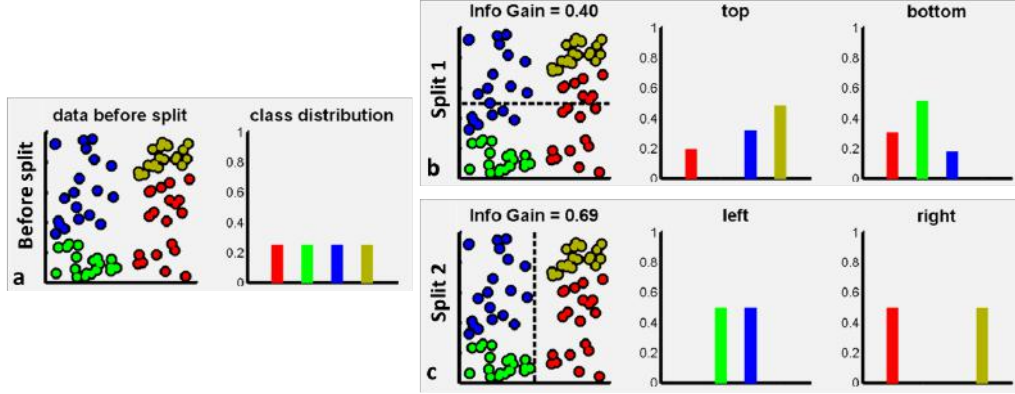 data before split
class distribution
Before split
1
0.8
0.6
0.4
0.2
0
a
Info Gain = 0.40
top
bottom
Split 1
1
0.8
0.6
0.4
0.2
0
1
0.8
0.6
0.4
0.2
0
b
Info Gain = 0.69
left
right
Split 2
1
0.8
0.6
0.4
0.2
0
1
0.8
0.6
0.4
0.2
0
c